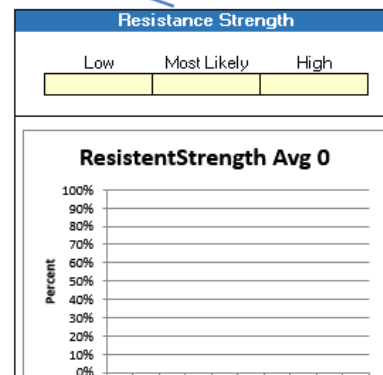 Resistance Strength
Low Most Likely High
ResistentStrength Avg 0
100%
90%
80%
70%
60%
50%
40%
30%
20%
10%
0%
Percent